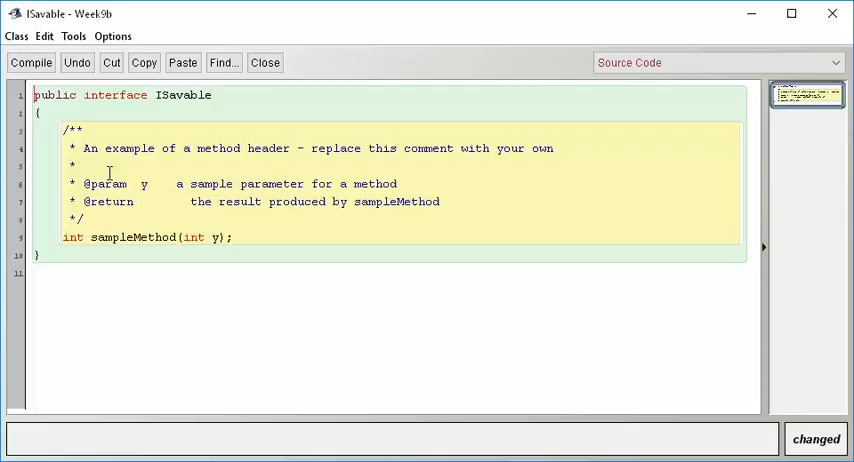 ISavable - Week9b
Class Edit Tools Options
Compile Undo Cut Copy Paste Find... Close Source Code
1 public interface ISavable
2 {
3 /**
4 * An example of a method header - replace this comment with your own
5 *
6 * @param y a sample parameter for a method
7 * @return the result produced by sampleMethod
8 */
9 int sampleMethod(int y);
10 }
11
changed